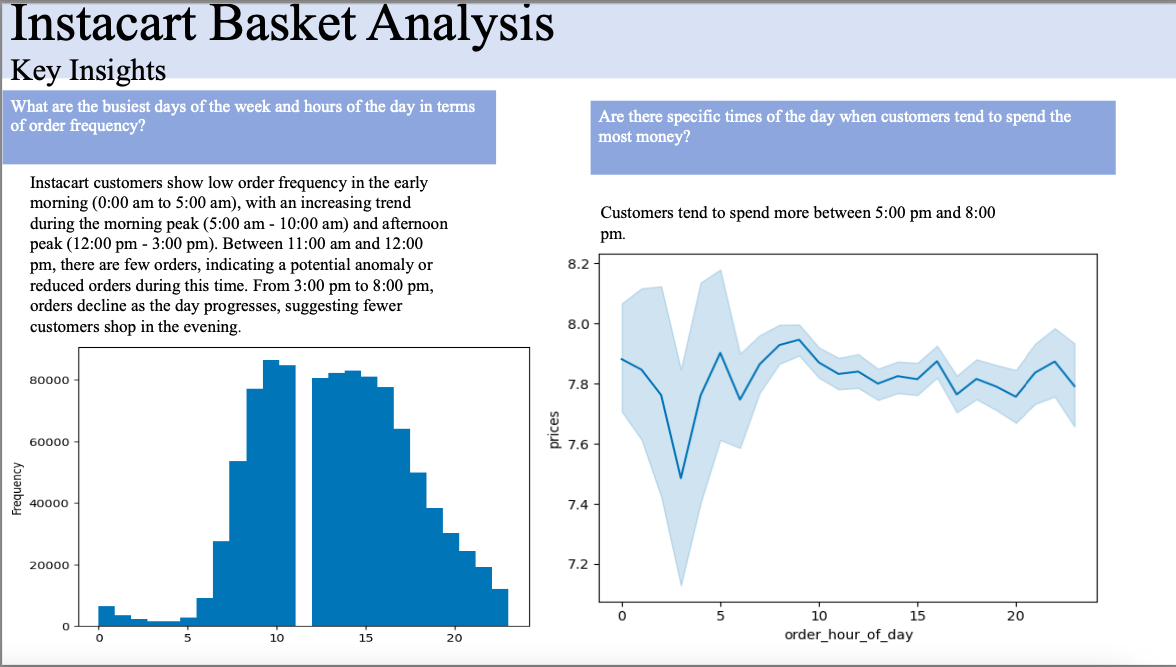 Instacart Basket Analysis
Key Insights
What are the busiest days of the week and hours of the day in terms
of order frequency?
Instacart customers show low order frequency in the early
morning (0:00 am to 5:00 am), with an increasing trend
during the morning peak (5:00 am - 10:00 am) and afternoon
peak (12:00 pm - 3:00 pm). Between 11:00 am and 12:00
pm, there are few orders, indicating a potential anomaly or
reduced orders during this time. From 3:00 pm to 8:00 pm,
orders decline as the day progresses, suggesting fewer
customers shop in the evening.
Frequency
80000
60000
40000
20000
0
0 5 10 15 20
Are there specific times of the day when customers tend to spend the
most money?
Customers tend to spend more between 5:00 pm and 8:00
pm.
prices
8.2
8.0
7.8
7.6
7.4
7.2
0 5 10 15 20
order_hour_of_day